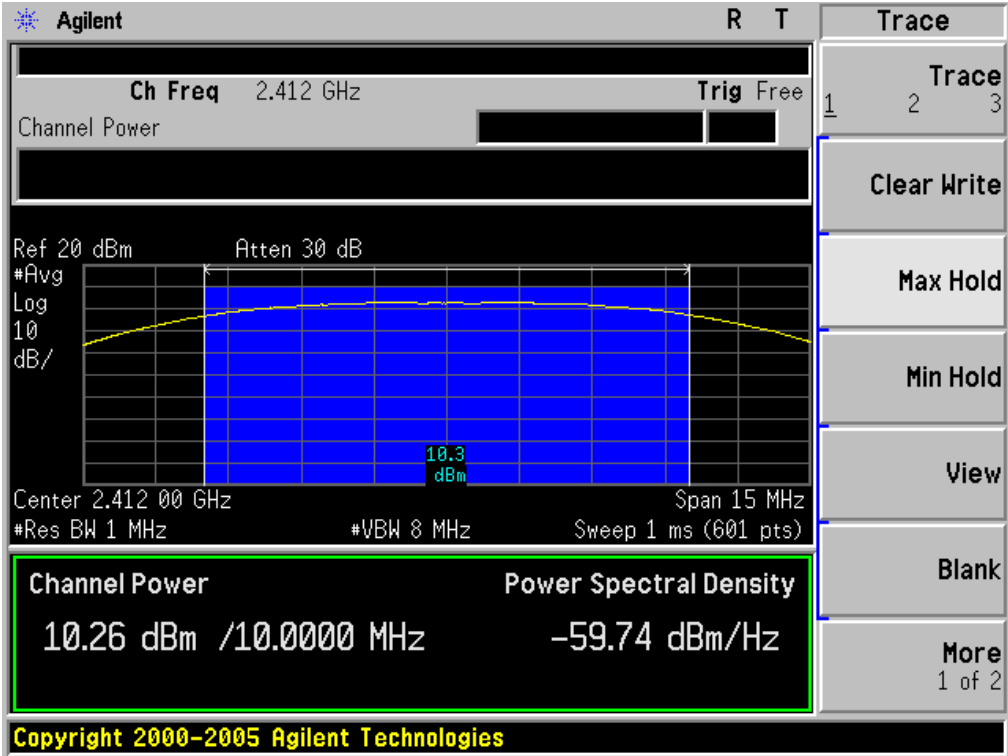 Agilent
R T
Trace
Ch Freq 2.412 GHz
Trig Free
Channel Power
Trace
1 2 3
Clear Write
Max Hold
Min Hold
View
Blank
More
1 of 2
Ref 20 dBm
Atten 30 dB
#Avg
Log
10
dB/
10.3
dBm
Center 2.412 00 GHz
Span 15 MHz
#Res BW 1 MHz
#VBW 8 MHz
Sweep 1 ms (601 pts)
Channel Power
Power Spectral Density
10.26 dBm /10.0000 MHz
-59.74 dBm/Hz
Copyright 2000-2005 Agilent Technologies